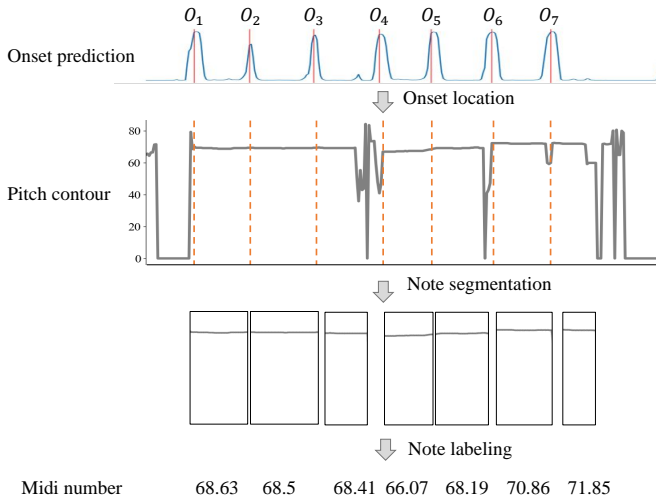 O₁ O₂ O₃ O₄ O₅ O₆ O₇
Onset prediction
Onset location
80
60
Pitch contour
40
20
0
Note segmentation
Note labeling
Midi number 68.63 68.5 68.41 66.07 68.19 70.86 71.85